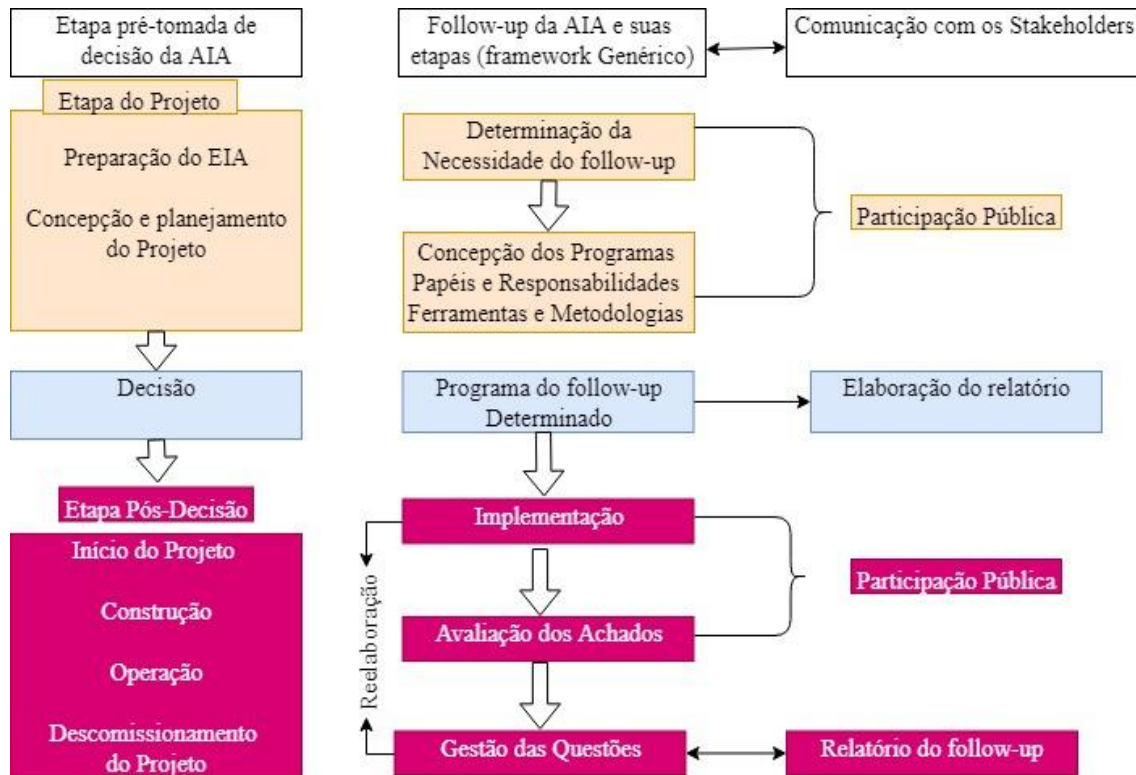 Etapa pré-tomada de
decisão da AIA
Follow-up da AIA e suas
etapas (framework Genérico)
Comunicação com os Stakeholders
Etapa do Projeto
Preparação do EIA
Concepção e planejamento
do Projeto
Determinação da
Necessidade do follow-up
Concepção dos Programas
Papéis e Responsabilidades
Ferramentas e Metodologias
Participação Pública
Decisão
Programa do follow-up
Determinado
Elaboração do relatório
Etapa Pós-Decisão
Início do Projeto
Construção
Operação
Descomissionamento
do Projeto
Reelaboração
Implementação
Avaliação dos Achados
Gestão das Questões
Participação Pública
Relatório do follow-up